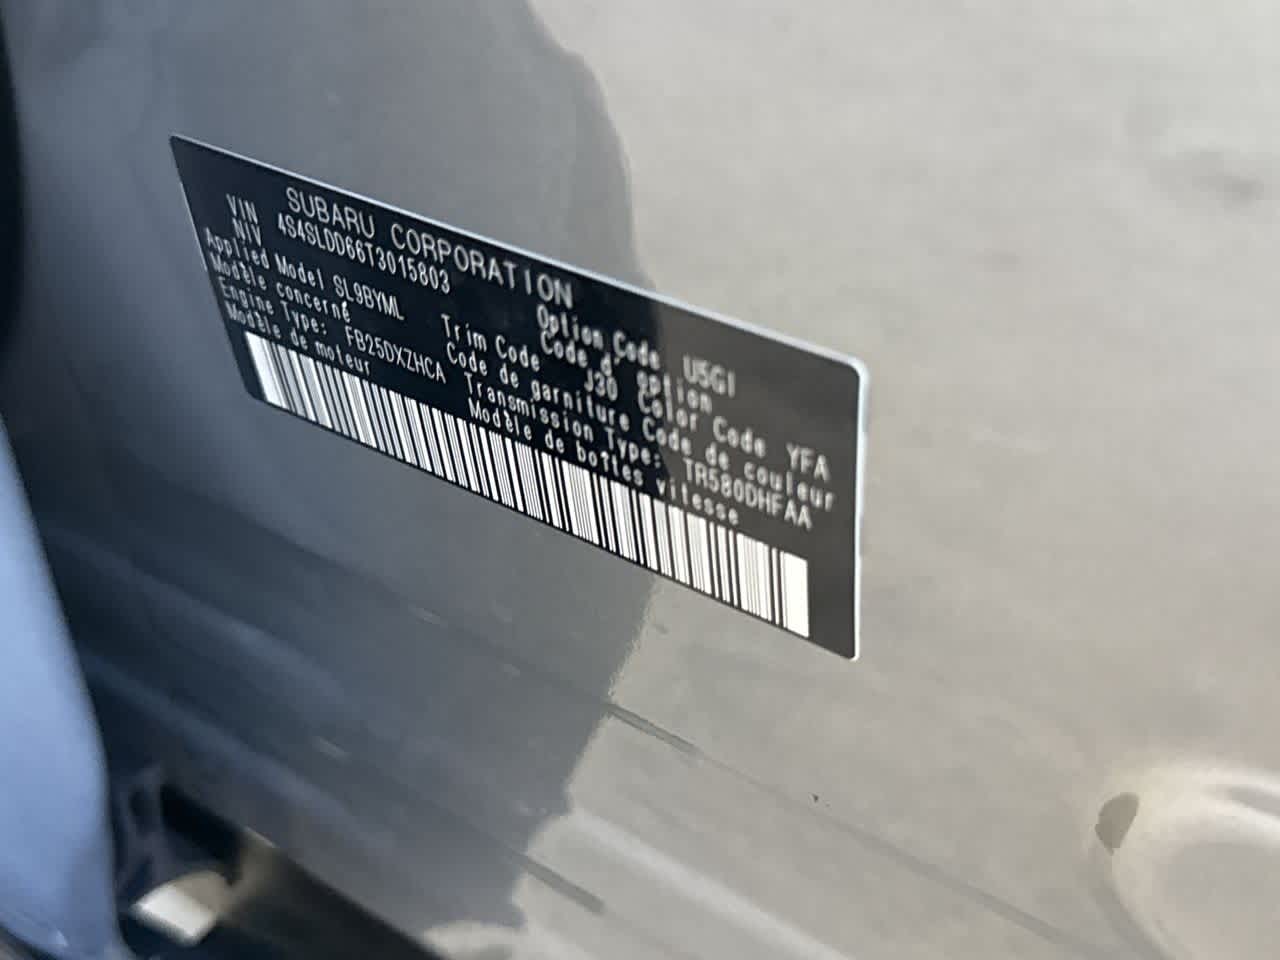 SUBARU CORPORATION
VIN 4S4SLDD66T3015803
NIV
Option Code U5GI
Code d' option
Applied Model SL9BYML Trim Code J30 Color Code YFA
Modèle concerné Code de garniture Code de couleur
Engine Type: FB25DXZHCA Transmission Type: TR580DHFAA
Modèle de moteur Modèle de boîtes vitesse